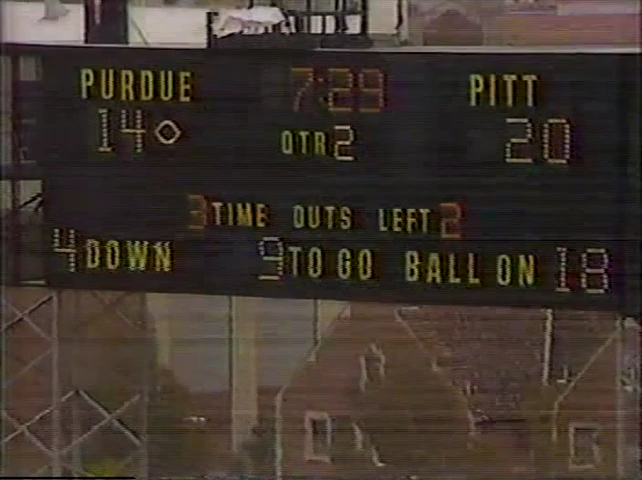 PURDUE 7:29 PITT
14 QTR 2 20
3 TIME OUTS LEFT 2
4 DOWN 9 TO GO BALL ON 18